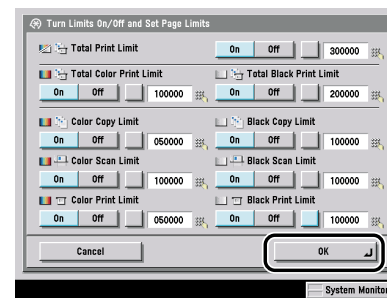 Turn Limits On/Off and Set Page Limits
Total Print Limit On Off 300000
Total Color Print Limit Total Black Print Limit
On Off 100000 On Off 200000
Color Copy Limit Black Copy Limit
On Off 050000 On Off 100000
Color Scan Limit Black Scan Limit
On Off 100000 On Off 100000
Color Print Limit Black Print Limit
On Off 050000 On Off 100000
Cancel OK
System Monitor